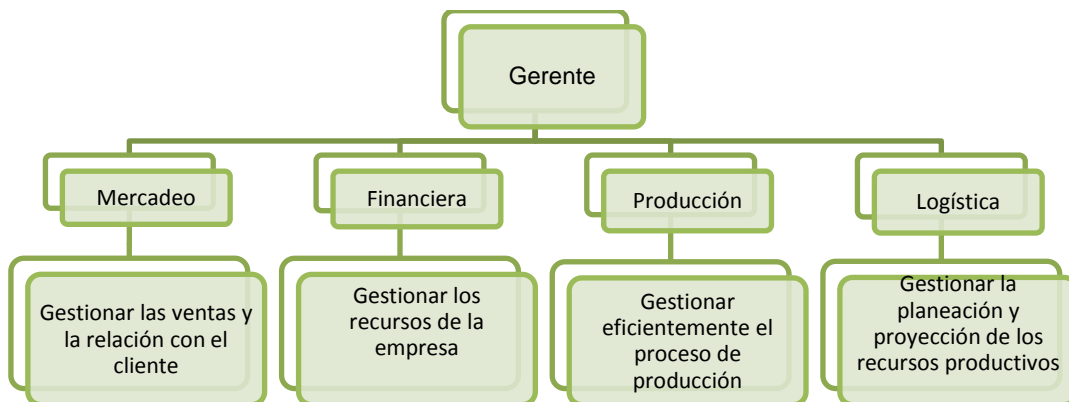 Gerente
Mercadeo
Financiera
Producción
Logística
Gestionar las ventas y
la relación con el
cliente
Gestionar los
recursos de la
empresa
Gestionar
eficientemente el
proceso de
producción
Gestionar la
planeación y
proyección de los
recursos productivos